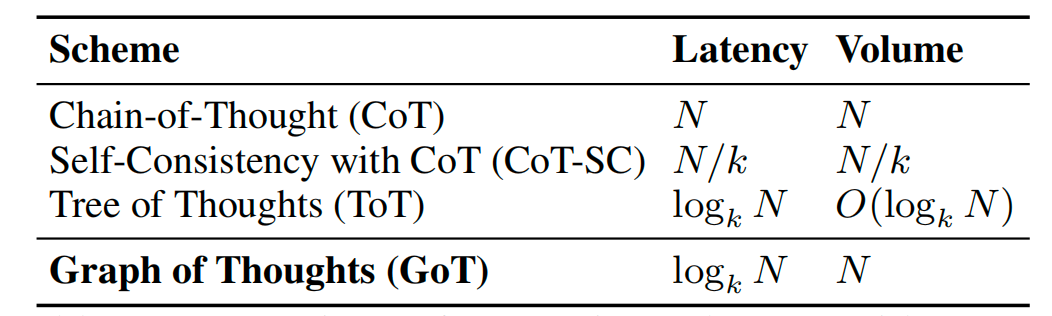 Scheme Latency Volume
Chain-of-Thought (CoT) N N
Self-Consistency with CoT (CoT-SC) N/k N/k
Tree of Thoughts (ToT) log_k N O(log_k N)
Graph of Thoughts (GoT) log_k N N